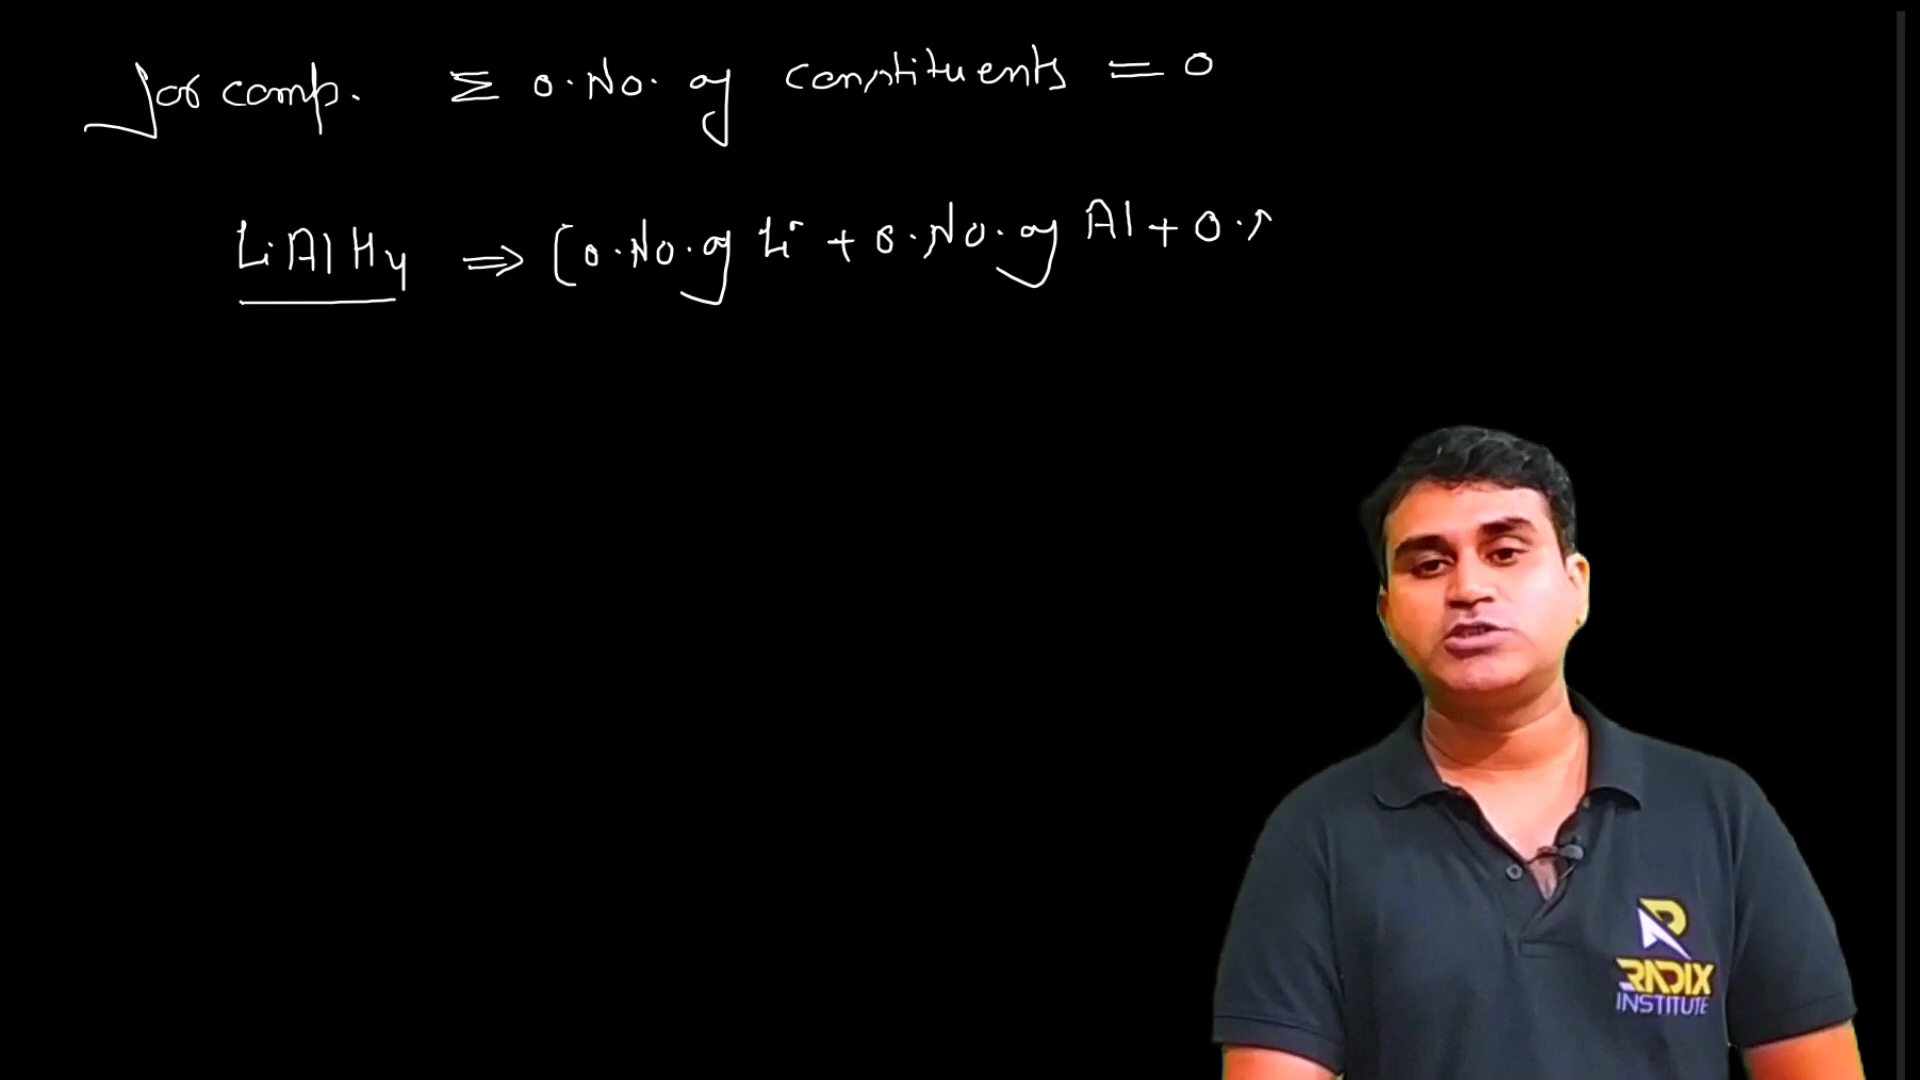 for comp. Σ O.No. of constituents = 0
LiAlH4 ⇒ [O.No. of Li + O.No. of Al + O.N
RADIX
INSTITUTE